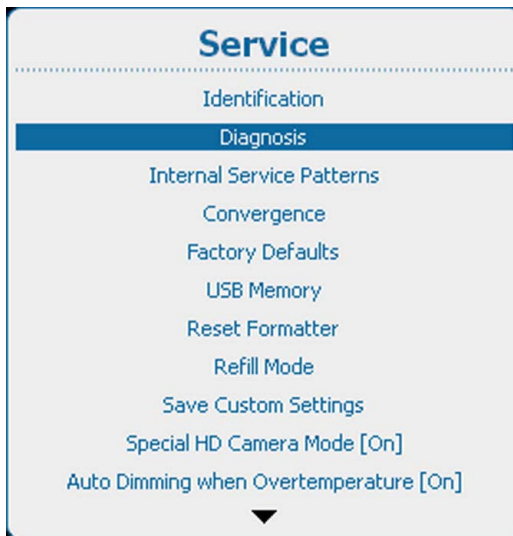 Service
Identification
Diagnosis
Internal Service Patterns
Convergence
Factory Defaults
USB Memory
Reset Formatter
Refill Mode
Save Custom Settings
Special HD Camera Mode [On]
Auto Dimming when Overtemperature [On]